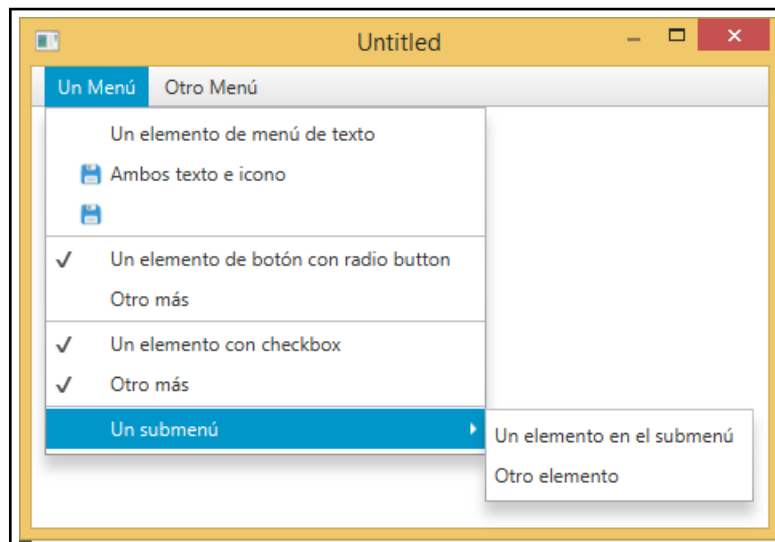 Untitled
Un Menú Otro Menú
Un elemento de menú de texto
Ambos texto e icono
Un elemento de botón con radio button
Otro más
Un elemento con checkbox
Otro más
Un submenú
Un elemento en el submenú
Otro elemento